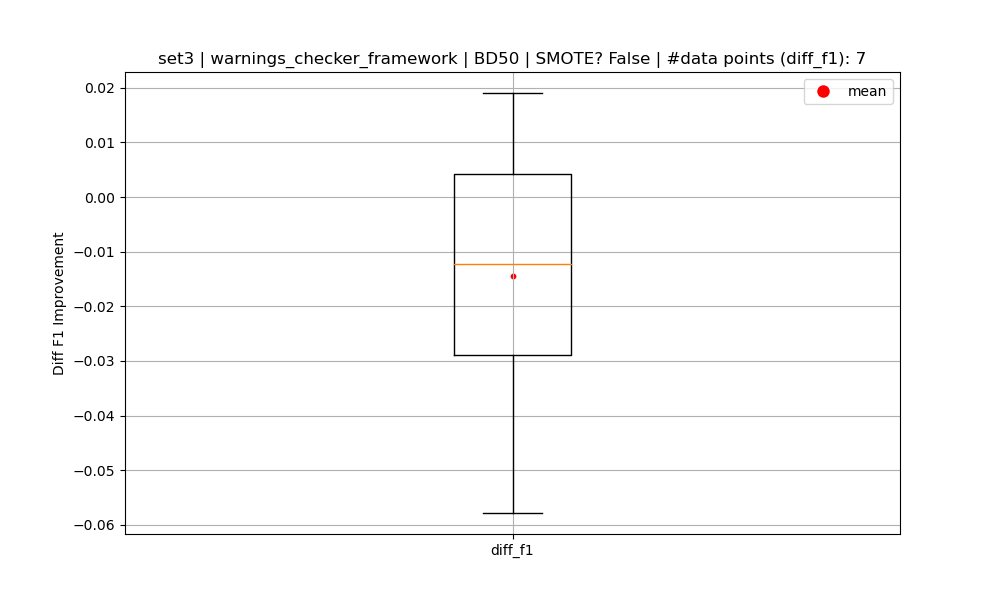 set3 | warnings_checker_framework | BD50 | SMOTE? False | #data points (diff_f1): 7
mean
0.02
0.01
0.00
−0.01
−0.02
−0.03
−0.04
−0.05
−0.06
Diff F1 Improvement
diff_f1